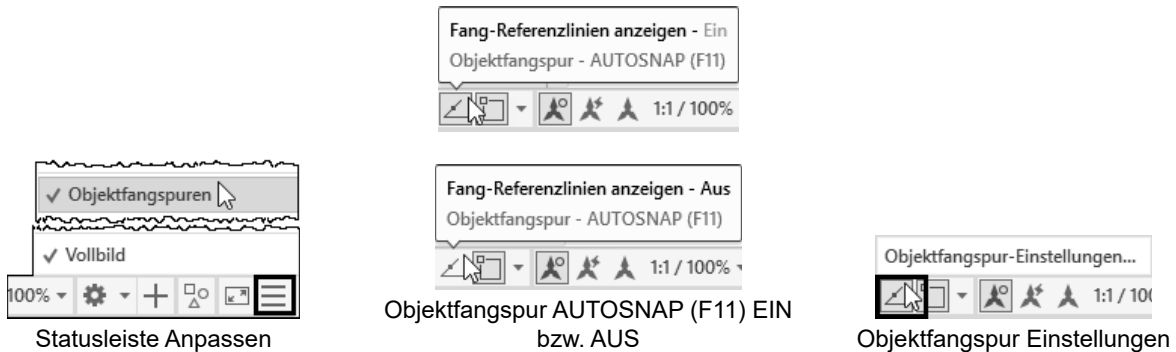 Fang-Referenzlinien anzeigen - Ein
Objektfangspur - AUTOSNAP (F11)
1:1 / 100%
Objektfangspuren
Vollbild
100%
Statusleiste Anpassen
Fang-Referenzlinien anzeigen - Aus
Objektfangspur - AUTOSNAP (F11)
1:1 / 100%
Objektfangspur AUTOSNAP (F11) EIN
bzw. AUS
Objektfangspur-Einstellungen...
1:1 / 100
Objektfangspur Einstellungen